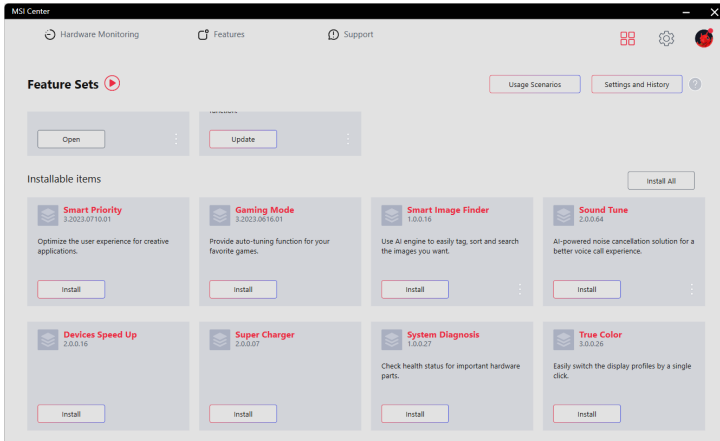 MSI Center
Hardware Monitoring
Features
Support
Feature Sets
Usage Scenarios
Settings and History
?
Open
Update
Installable items
Install All
Smart Priority
3.2023.0710.01
Optimize the user experience for creative
applications.
Install
Gaming Mode
3.2023.0616.01
Provide auto-tuning function for your
favorite games.
Install
Smart Image Finder
1.0.0.16
Use AI engine to easily tag, sort and search
the images you want.
Install
Sound Tune
2.0.0.64
AI-powered noise cancellation solution for a
better voice call experience.
Install
Devices Speed Up
2.0.0.16
Install
Super Charger
2.0.0.07
Install
System Diagnosis
1.0.0.27
Check health status for important hardware
parts.
Install
True Color
3.0.0.26
Easily switch the display profiles by a single
click.
Install